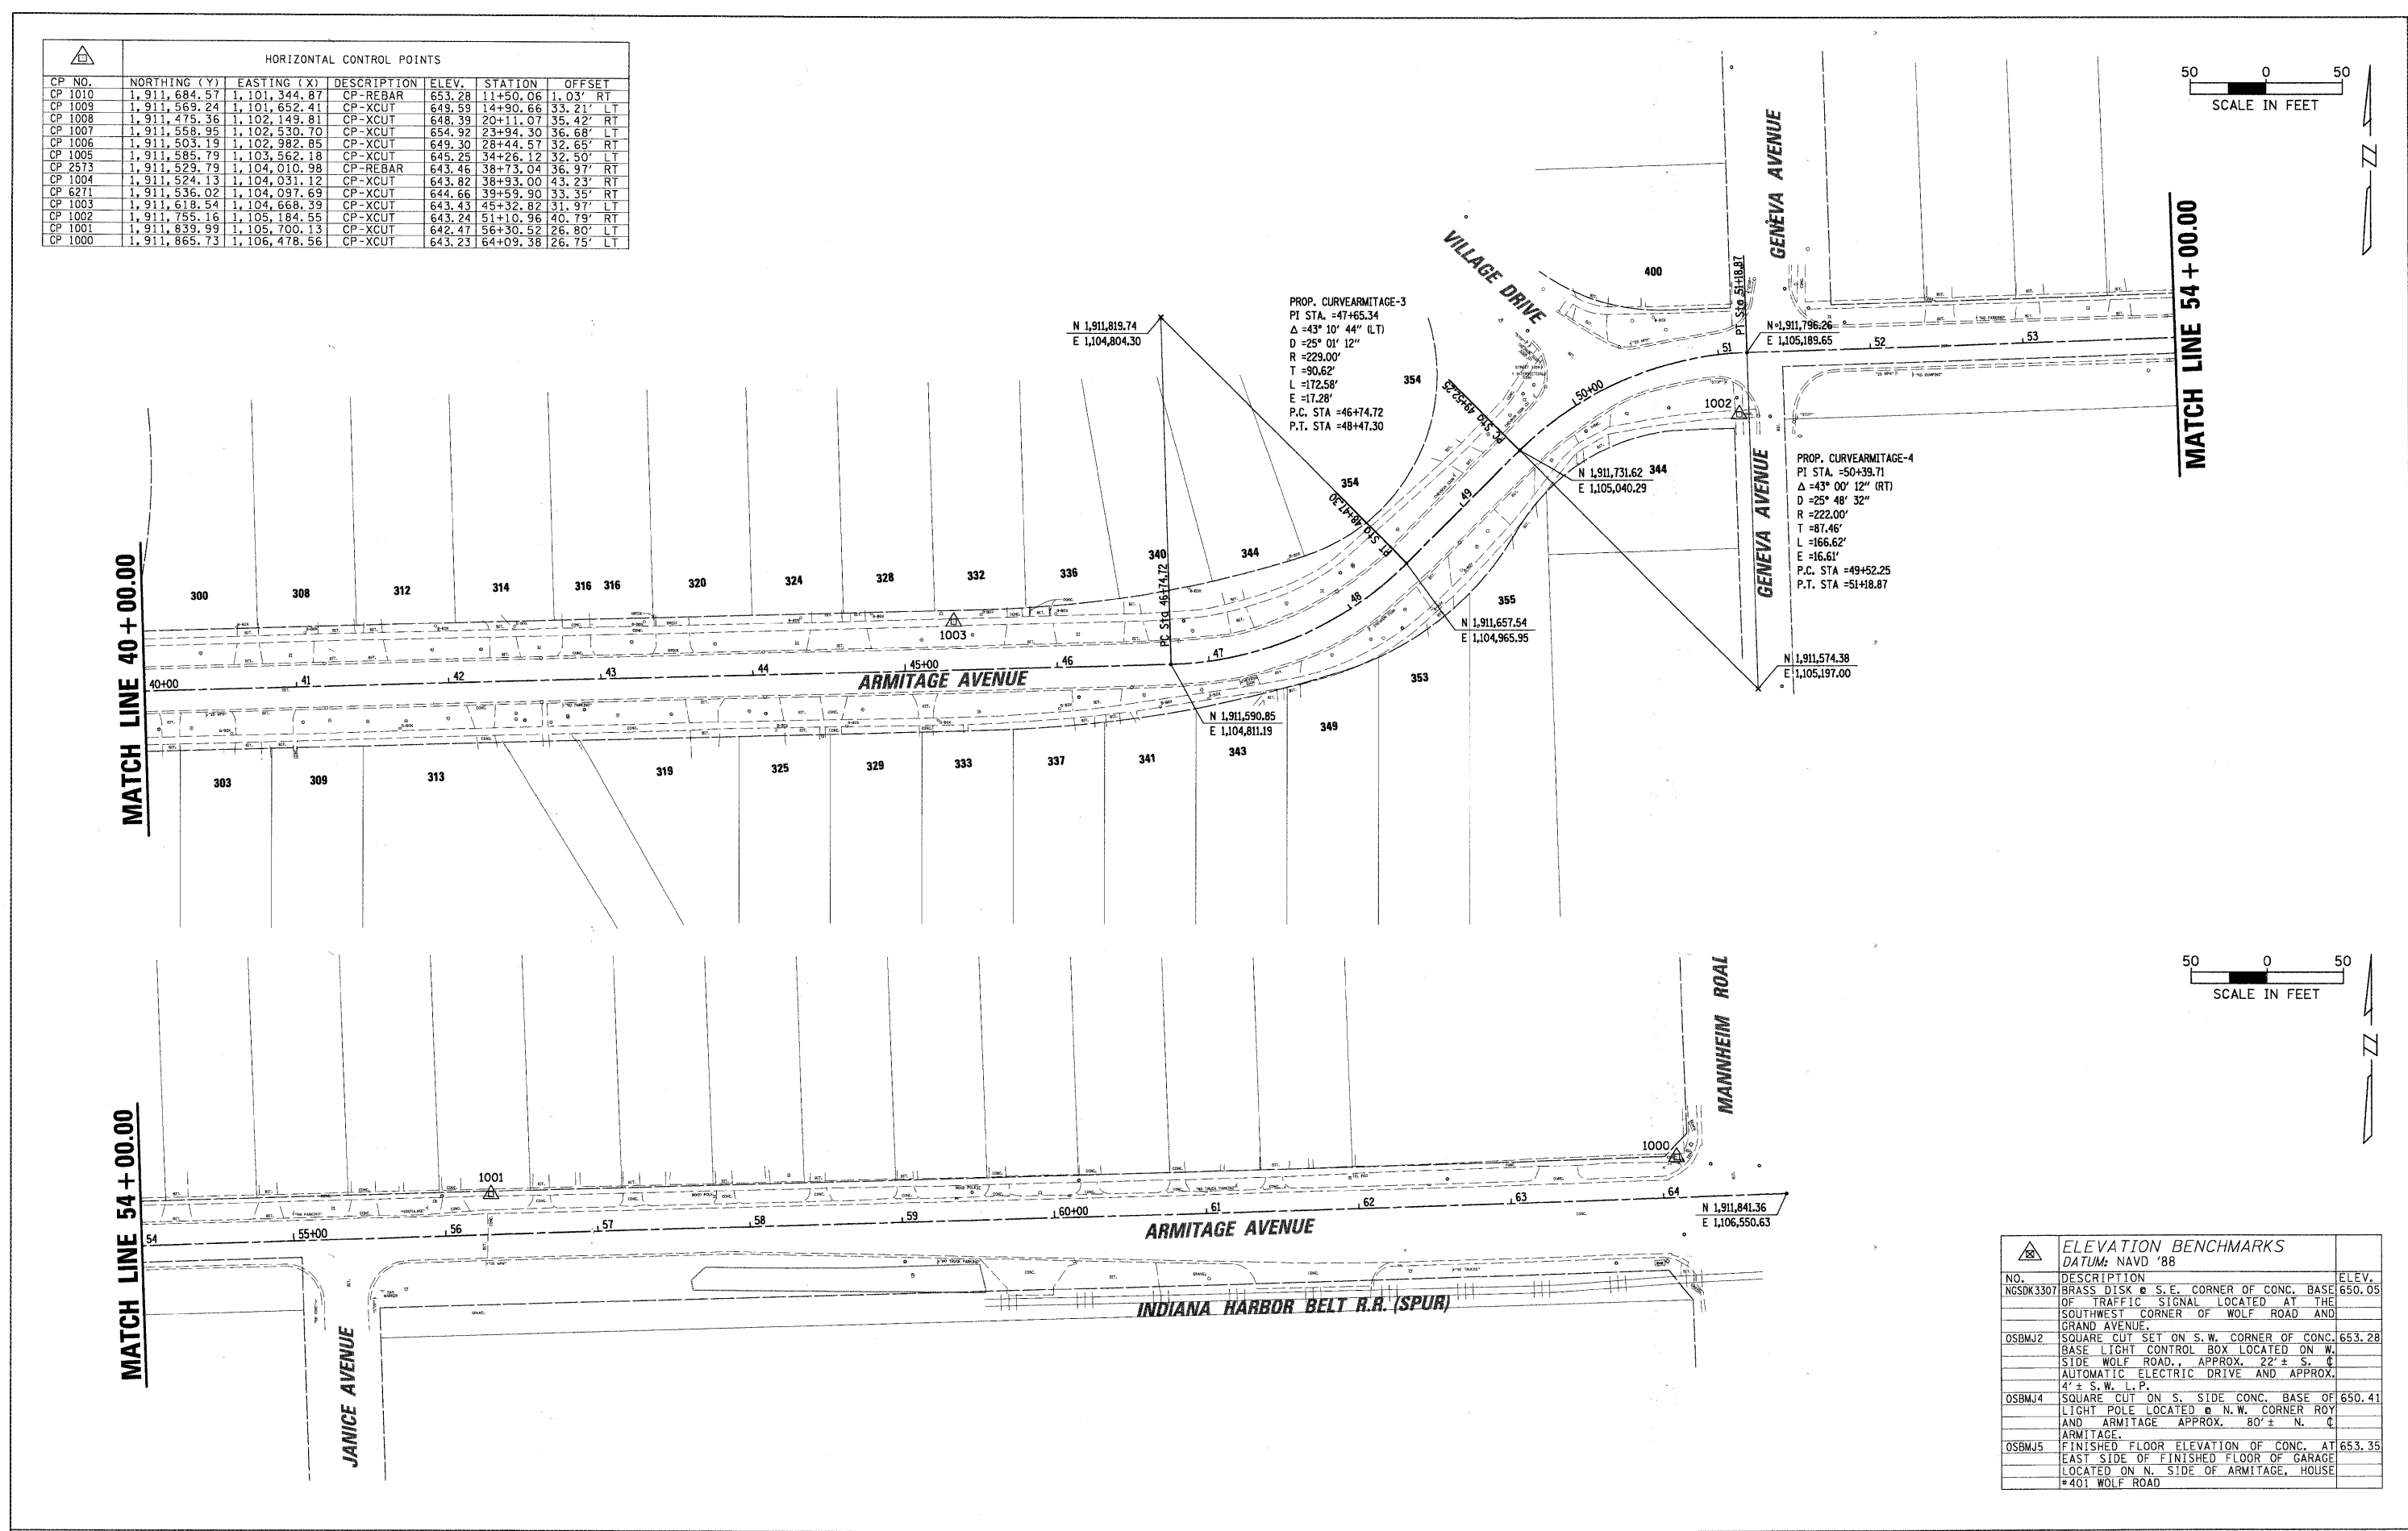 HORIZONTAL CONTROL POINTS
CP NO. NORTHING (Y) EASTING (X) DESCRIPTION ELEV. STATION OFFSET
CP 1010 1,911,684.57 1,101,344.87 CP-REBAR 653.28 11+50.06 1.03' RT
CP 1009 1,911,569.24 1,101,652.41 CP-XCUT 649.59 14+90.66 33.21' LT
CP 1008 1,911,475.36 1,102,149.81 CP-XCUT 648.39 20+11.07 35.42' RT
CP 1007 1,911,558.95 1,102,530.70 CP-XCUT 654.92 23+94.30 36.68' LT
CP 1006 1,911,503.19 1,102,982.85 CP-XCUT 649.30 28+44.57 32.65' RT
CP 1005 1,911,585.79 1,103,562.18 CP-XCUT 645.25 34+26.12 32.50' LT
CP 2573 1,911,529.79 1,104,010.98 CP-REBAR 643.46 38+73.04 36.97' RT
CP 1004 1,911,524.13 1,104,031.12 CP-XCUT 643.82 38+93.00 43.23' RT
CP 6271 1,911,536.02 1,104,097.69 CP-XCUT 644.66 39+59.90 33.35' RT
CP 1003 1,911,618.54 1,104,668.39 CP-XCUT 643.43 45+32.82 31.97' LT
CP 1002 1,911,755.16 1,105,184.55 CP-XCUT 643.24 51+10.96 40.79' RT
CP 1001 1,911,839.99 1,105,700.13 CP-XCUT 642.47 56+30.52 26.80' LT
CP 1000 1,911,865.73 1,106,478.56 CP-XCUT 643.23 64+09.38 26.75' LT
50 0 50
SCALE IN FEET
N
GENEVA AVENUE
VILLAGE DRIVE
400
PT Sta 51+18.87
MATCH LINE 54+00.00
N 1,911,819.74
E 1,104,804.30
PROP. CURVEARMITAGE-3
PI STA. =47+65.34
Δ =43° 10' 44" (LT)
D =25° 01' 12"
R =229.00'
T =90.62'
L =172.58'
E =17.28'
P.C. STA =46+74.72
P.T. STA =48+47.30
N 1,911,796.26
E 1,105,189.65
51 52 53
354
PC Sta 49+52.25
50+00
1002
N 1,911,731.62
E 1,105,040.29
344
354
PT Sta 48+47.30
49
PROP. CURVEARMITAGE-4
PI STA. =50+39.71
Δ =43° 00' 12" (RT)
D =25° 48' 32"
R =222.00'
T =87.46'
L =166.62'
E =16.61'
P.C. STA =49+52.25
P.T. STA =51+18.87
GENEVA AVENUE
MATCH LINE 40+00.00
300 308 312 314 316 316 320 324 328 332 336 340 344
PC Sta 46+74.72
48
355
1003
N 1,911,657.54
E 1,104,965.95
N 1,911,574.38
E 1,105,197.00
40+00 41 42 43 44 45+00 46 47
ARMITAGE AVENUE
353
N 1,911,590.85
E 1,104,811.19
349
303 309 313 319 325 329 333 337 341 343
50 0 50
SCALE IN FEET
N
MANNHEIM ROAL
MATCH LINE 54+00.00
1001
1000
54 55+00 56 57 58 59 60+00 61 62 63 64
ARMITAGE AVENUE
N 1,911,841.36
E 1,106,550.63
INDIANA HARBOR BELT R.R. (SPUR)
JANICE AVENUE
ELEVATION BENCHMARKS
DATUM: NAVD '88
NO. DESCRIPTION ELEV.
NGSDK3307 BRASS DISK @ S.E. CORNER OF CONC. BASE 650.05
OF TRAFFIC SIGNAL LOCATED AT THE
SOUTHWEST CORNER OF WOLF ROAD AND
GRAND AVENUE.
OSBMJ2 SQUARE CUT SET ON S.W. CORNER OF CONC. 653.28
BASE LIGHT CONTROL BOX LOCATED ON W.
SIDE WOLF ROAD., APPROX. 22'± S. ℄
AUTOMATIC ELECTRIC DRIVE AND APPROX.
4'± S.W. L.P.
OSBMJ4 SQUARE CUT ON S. SIDE CONC. BASE OF 650.41
LIGHT POLE LOCATED @ N.W. CORNER ROY
AND ARMITAGE APPROX. 80'± N. ℄
ARMITAGE.
OSBMJ5 FINISHED FLOOR ELEVATION OF CONC. AT 653.35
EAST SIDE OF FINISHED FLOOR OF GARAGE
LOCATED ON N. SIDE OF ARMITAGE, HOUSE
#401 WOLF ROAD